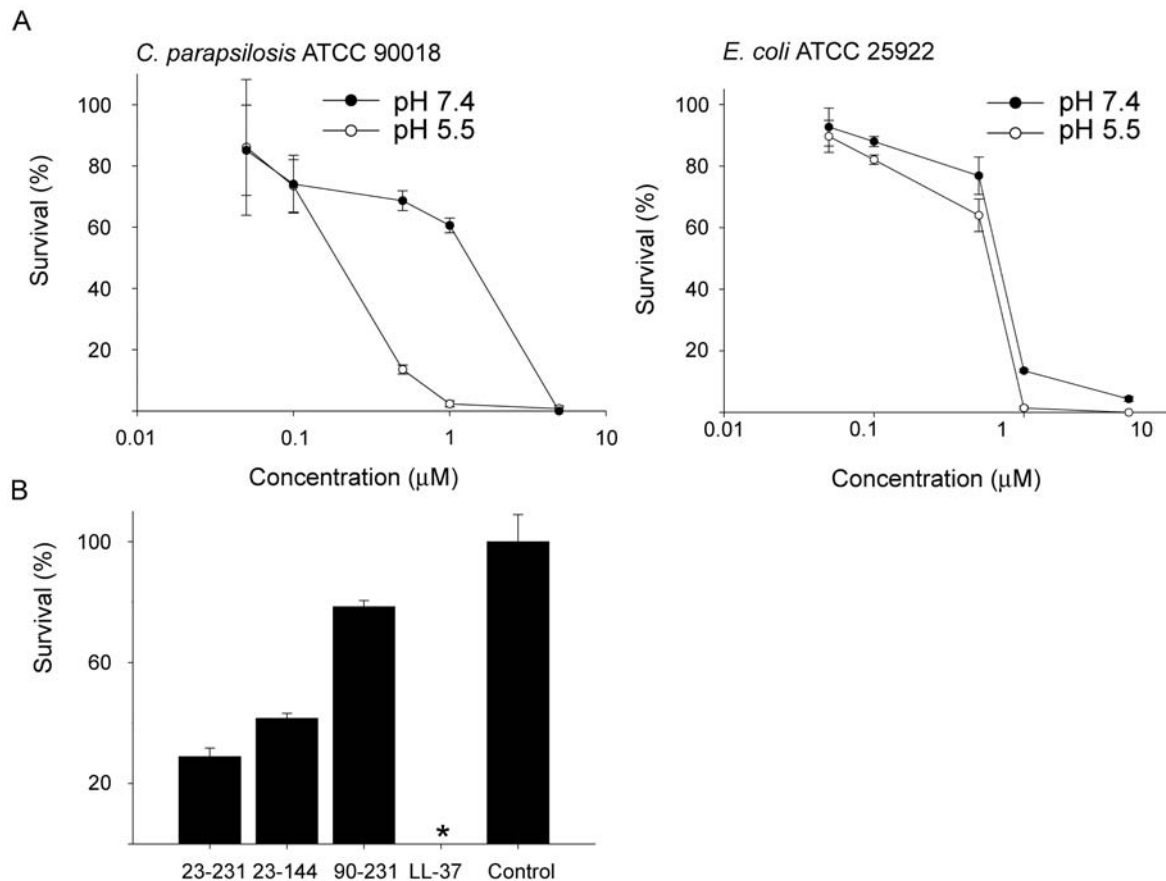 A
C. parapsilosis ATCC 90018
pH 7.4
pH 5.5
100
80
60
40
20
Survival (%)
0.01 0.1 1 10
Concentration (μM)
E. coli ATCC 25922
pH 7.4
pH 5.5
100
80
60
40
20
Survival (%)
0.01 0.1 1 10
Concentration (μM)
B
100
60
20
Survival (%)
*
23-231 23-144 90-231 LL-37 Control